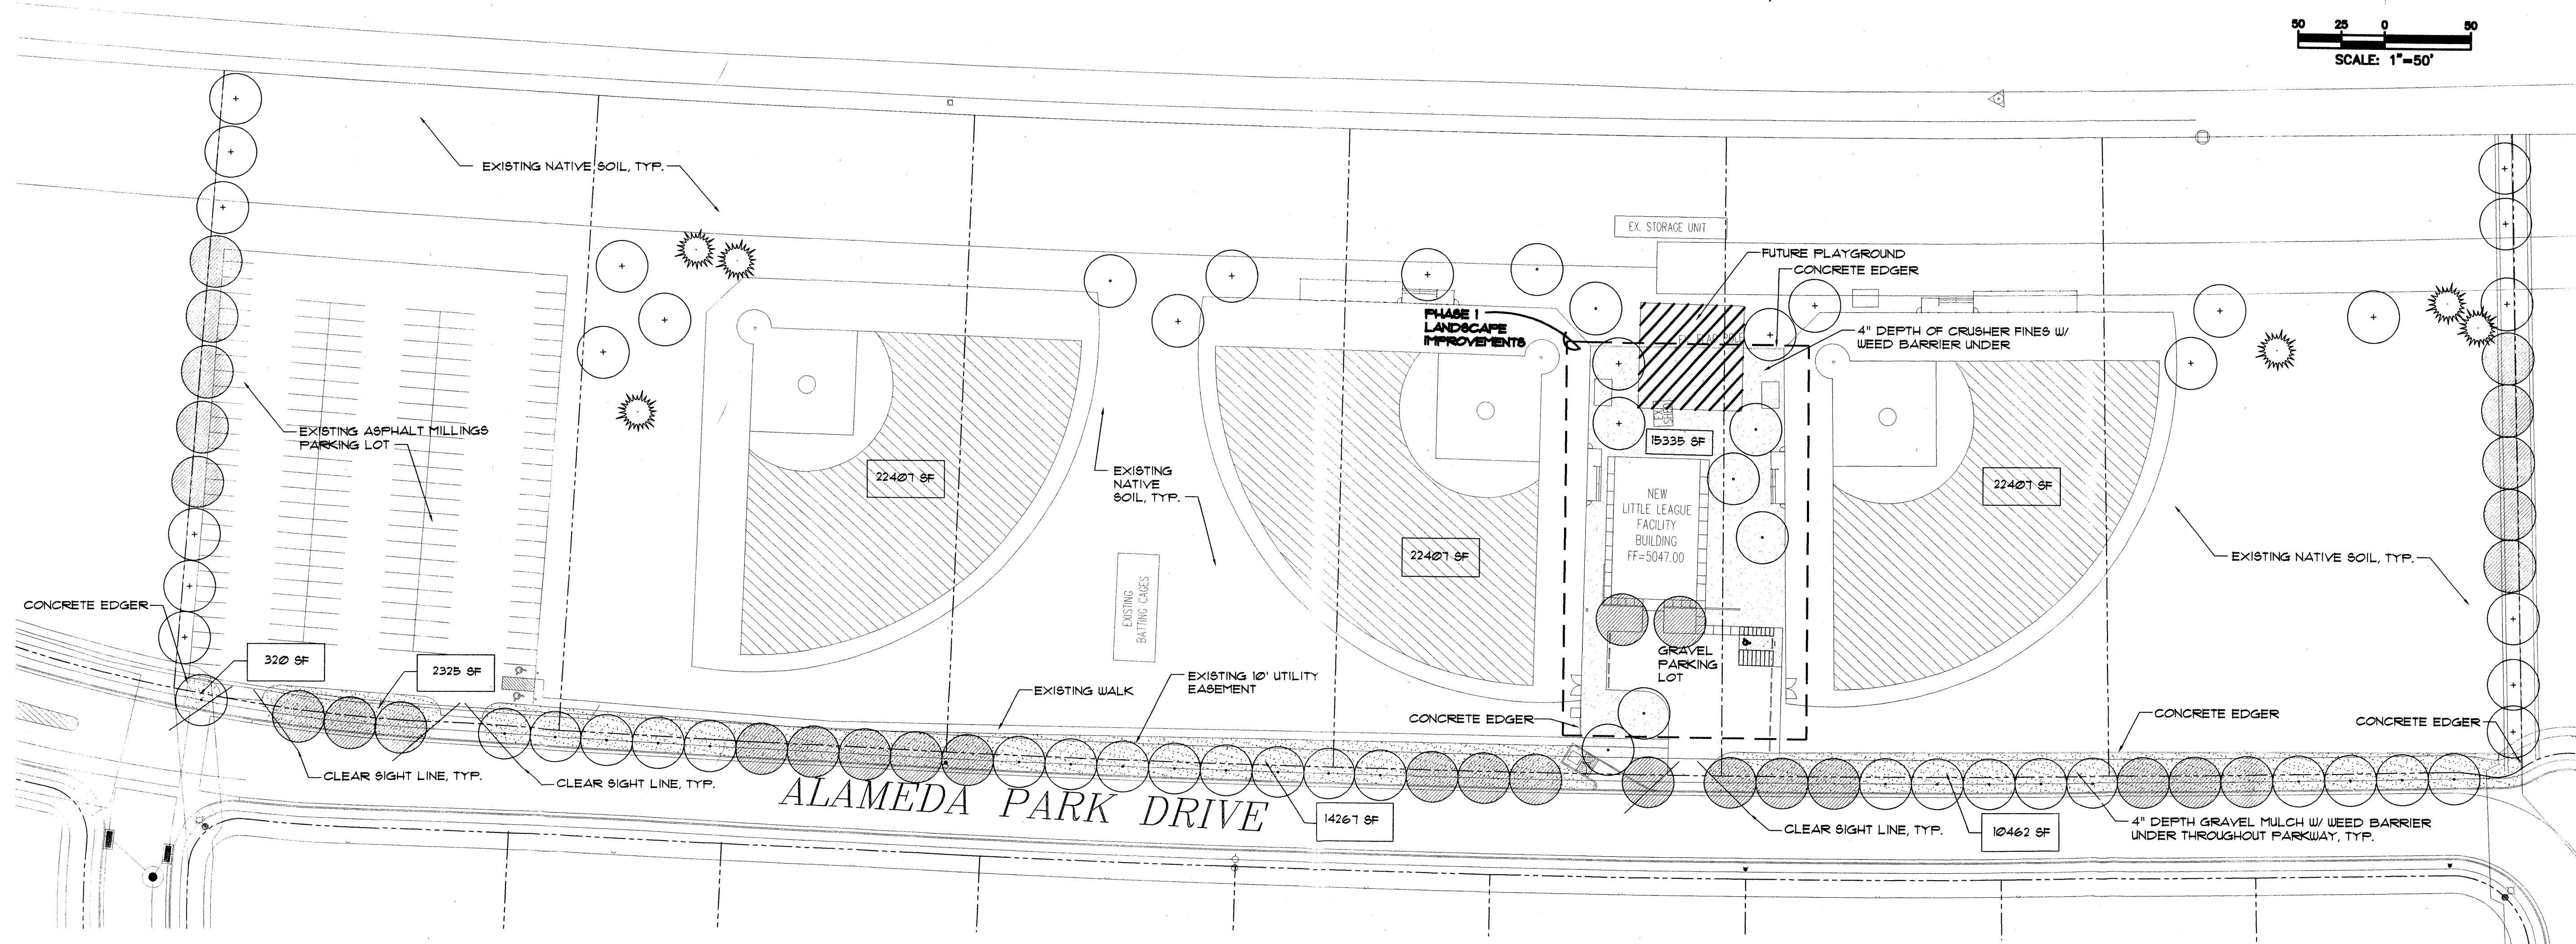 50 25 0 50
SCALE: 1"=50'
EXISTING NATIVE SOIL, TYP.
EX. STORAGE UNIT
FUTURE PLAYGROUND
CONCRETE EDGER
PHASE 1
LANDSCAPE
IMPROVEMENTS
4" DEPTH OF CRUSHER FINES W/
WEED BARRIER UNDER
EXISTING ASPHALT MILLINGS
PARKING LOT
15335 SF
22407 SF
EXISTING
NATIVE
SOIL, TYP.
22407 SF
NEW
LITTLE LEAGUE
FACILITY
BUILDING
FF=5047.00
22407 SF
EXISTING NATIVE SOIL, TYP.
EXISTING
BATTING CAGES
CONCRETE EDGER
320 SF
2325 SF
GRAVEL
PARKING
LOT
EXISTING WALK
EXISTING 10' UTILITY
EASEMENT
CONCRETE EDGER
CONCRETE EDGER
CONCRETE EDGER
CLEAR SIGHT LINE, TYP.
CLEAR SIGHT LINE, TYP.
ALAMEDA PARK DRIVE
14267 SF
CLEAR SIGHT LINE, TYP.
10462 SF
4" DEPTH GRAVEL MULCH W/ WEED BARRIER
UNDER THROUGHOUT PARKWAY, TYP.